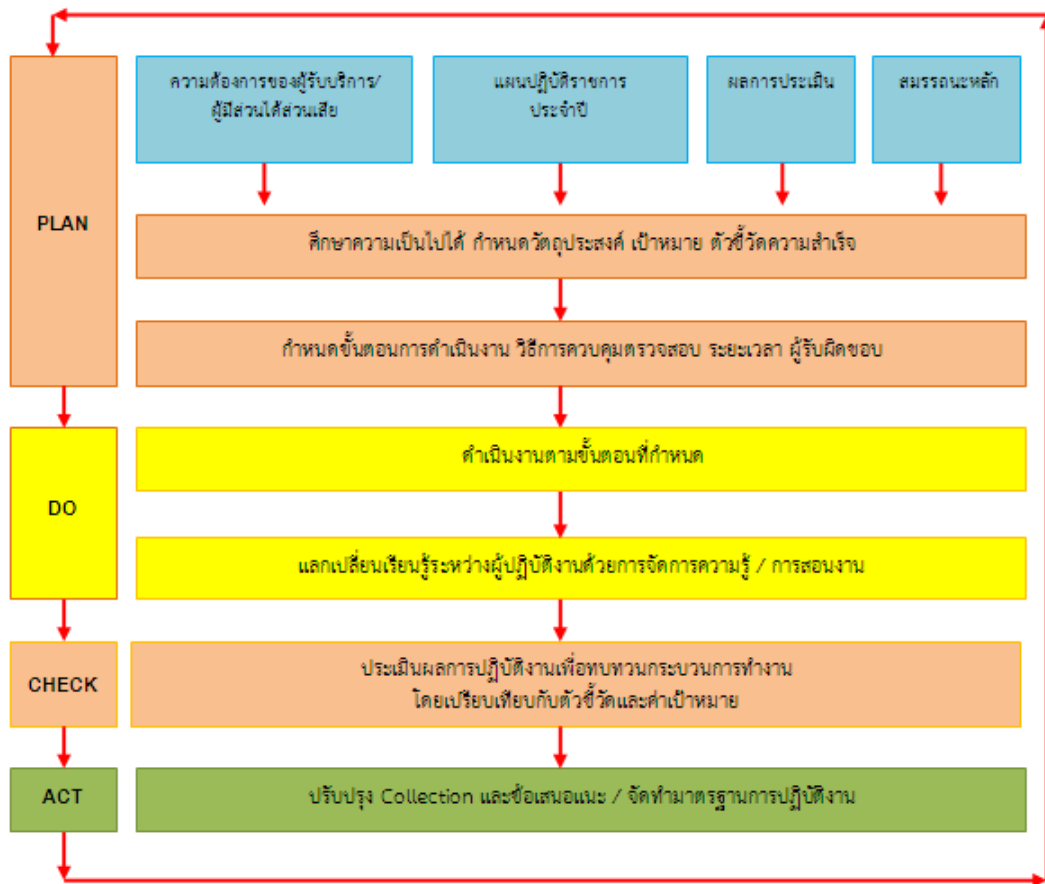 ความต้องการของผู้รับบริการ/
ผู้มีส่วนได้ส่วนเสีย
แผนปฏิบัติราชการ
ประจำปี
ผลการประเมิน
สมรรถนะหลัก
PLAN
ศึกษาความเป็นไปได้ กำหนดวัตถุประสงค์ เป้าหมาย ตัวชี้วัดความสำเร็จ
กำหนดขั้นตอนการดำเนินงาน วิธีการควบคุมตรวจสอบ ระยะเวลา ผู้รับผิดชอบ
DO
ดำเนินงานตามขั้นตอนที่กำหนด
แลกเปลี่ยนเรียนรู้ระหว่างผู้ปฏิบัติงานด้วยการจัดการความรู้ / การสอนงาน
CHECK
ประเมินผลการปฏิบัติงานเพื่อทบทวนกระบวนการทำงาน
โดยเปรียบเทียบกับตัวชี้วัดและค่าเป้าหมาย
ACT
ปรับปรุง Collection และข้อเสนอแนะ / จัดทำมาตรฐานการปฏิบัติงาน